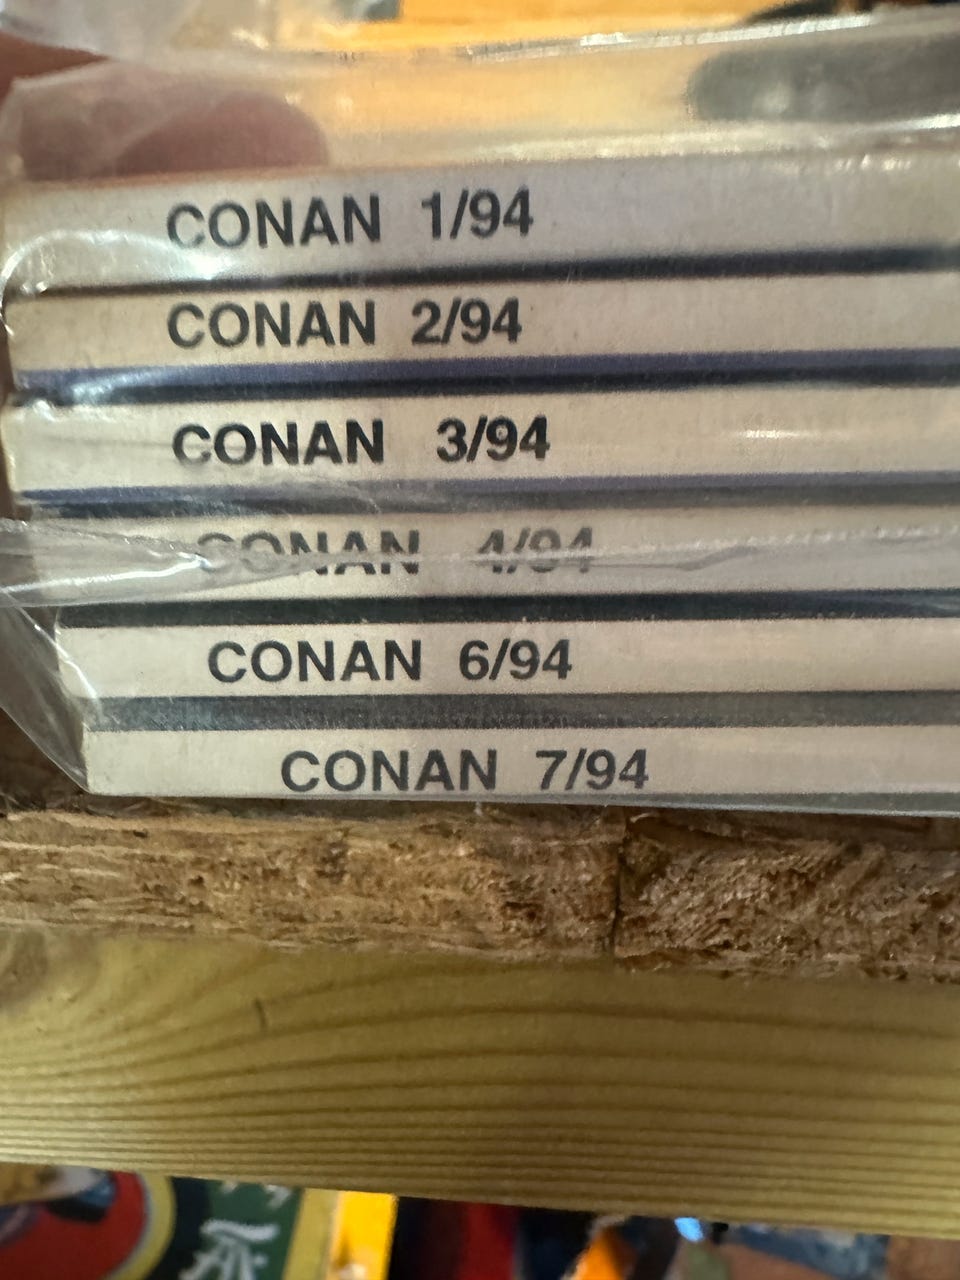 CONAN 1/94
CONAN 2/94
CONAN 3/94
CONAN 4/94
CONAN 6/94
CONAN 7/94